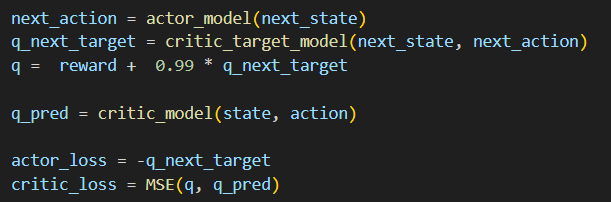 next_action = actor_model(next_state)
q_next_target = critic_target_model(next_state, next_action)
q =  reward +  0.99 * q_next_target
q_pred = critic_model(state, action)
actor_loss = -q_next_target
critic_loss = MSE(q, q_pred)